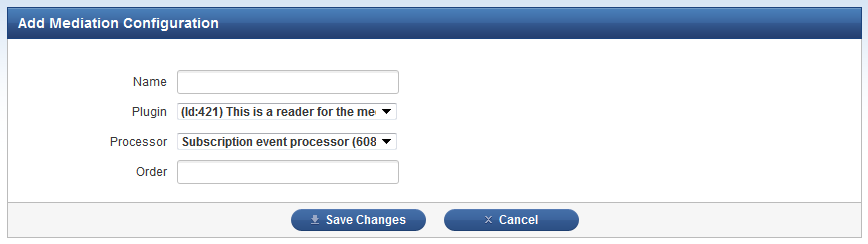 Add Mediation Configuration
Name
Plugin (Id:421) This is a reader for the me
Processor Subscription event processor (608
Order
Save Changes Cancel